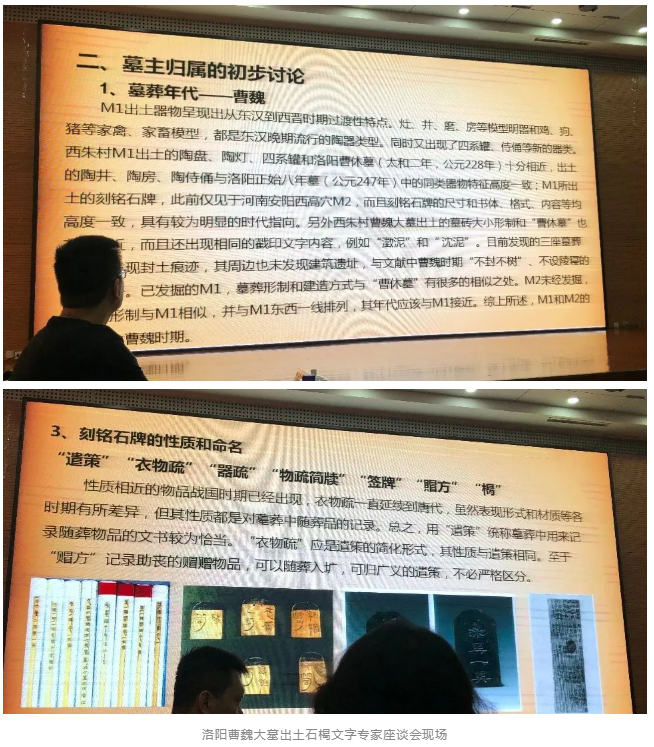 二、墓主归属的初步讨论
1、墓葬年代——曹魏
M1出土器物呈现出从东汉到西晋时期过渡性特点。灶、井、磨、房等模型明器和鸡、狗、
猪等家禽、家畜模型，都是东汉晚期流行的陶器类型。同时又出现了四系罐、侍俑等新的器类。
西朱村M1出土的陶盘、陶灯、四系罐和洛阳曹休墓（太和二年，公元228年）十分相近，出土
的陶井、陶房、陶侍俑与洛阳正始八年墓（公元247年）中的同类器物特征高度一致；M1所出
土的刻铭石牌，此前仅见于河南安阳西高穴M2，而且刻铭石牌的尺寸和书体、格式、内容等均
高度一致，具有较为明显的时代指向。另外西朱村曹魏大墓出土的墓砖大小形制和“曹休墓”也
，而且还出现相同的戳印文字内容，例如“澂泥”和“沈泥”。目前发现的三座墓葬
现封土痕迹，其周边也未发现建筑遗址，与文献中曹魏时期“不封不树”、不设陵寝的
。已发掘的M1，墓葬形制和建造方式与“曹休墓”有很多的相似之处。M2未经发掘，
形制与M1相似，并与M1东西一线排列，其年代应该与M1接近。综上所述，M1和M2的
曹魏时期。
3、刻铭石牌的性质和命名
“遣策”“衣物疏”“器疏”“物疏简牍”“签牌”“赗方”“楬”
性质相近的物品战国时期已经出现，衣物疏一直延续到唐代，虽然表现形式和材质等各
时期有所差异，但其性质都是对墓葬中随葬品的记录。总之，用“遣策”统称墓葬中用来记
录随葬物品的文书较为恰当。“衣物疏”应是遣策的简化形式，其性质与遣策相同。至于
“赗方”记录助丧的赗赠物品，可以随葬入圹，可归广义的遣策，不必严格区分。
洛阳曹魏大墓出土石楬文字专家座谈会现场